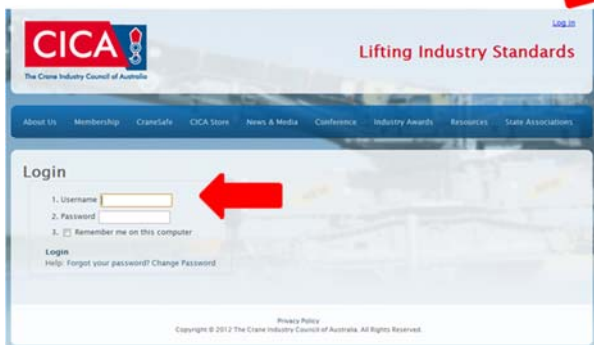 Log in
CICA
The Crane Industry Council of Australia
Lifting Industry Standards
About Us Membership CraneSafe CICA Store News & Media Conference Industry Awards Resources State Associations
Login
1. Username
2. Password
3. Remember me on this computer
Login
Help: Forgot your password? Change Password
Privacy Policy
Copyright © 2012 The Crane Industry Council of Australia. All Rights Reserved.